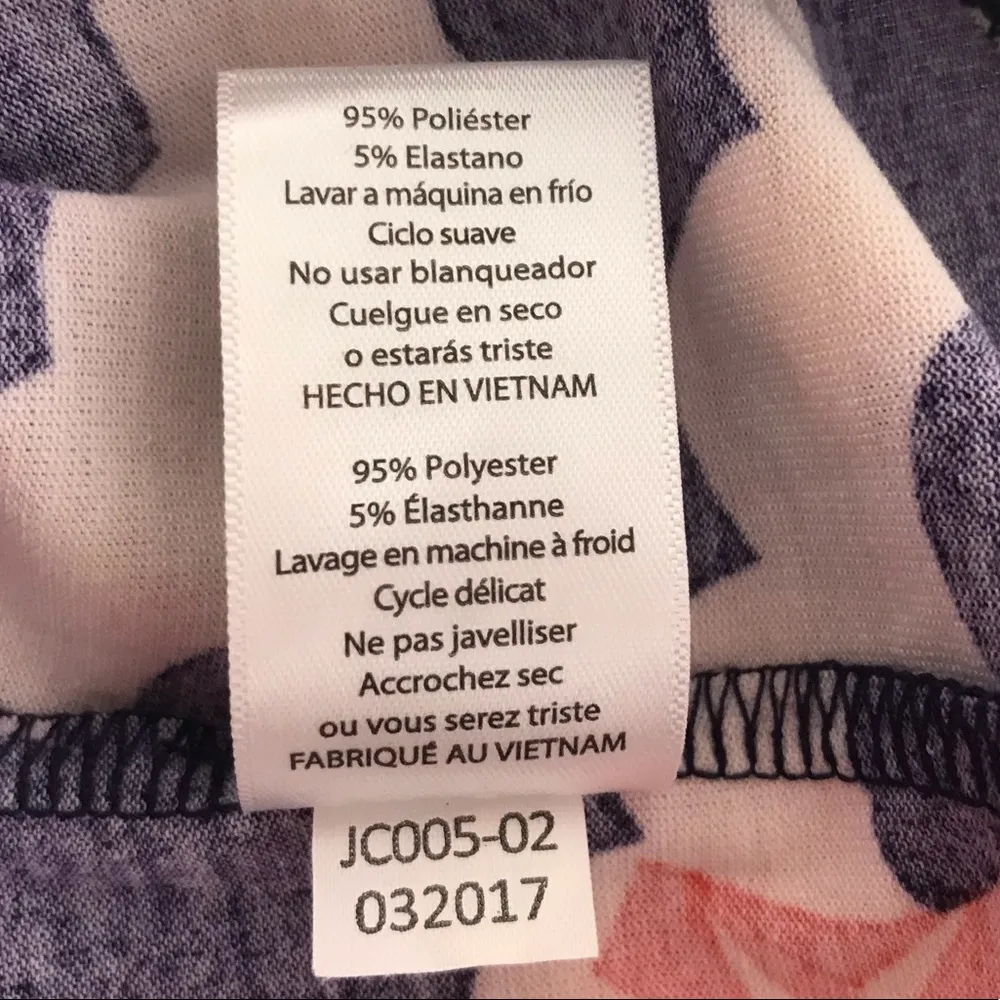 95% Poliéster
5% Elastano
Lavar a máquina en frío
Ciclo suave
No usar blanqueador
Cuelgue en seco
o estarás triste
HECHO EN VIETNAM
95% Polyester
5% Élasthanne
Lavage en machine à froid
Cycle délicat
Ne pas javelliser
Accrochez sec
ou vous serez triste
FABRIQUÉ AU VIETNAM
JC005-02
032017